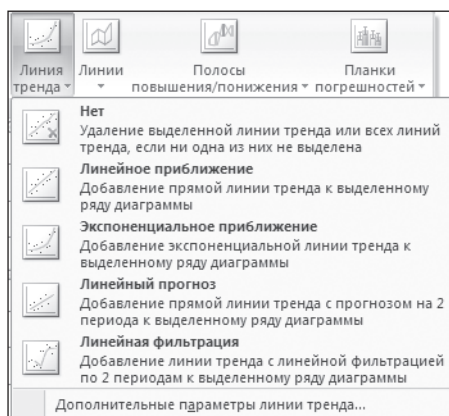 Линия тренда
Линии
Полосы повышения/понижения
Планки погрешностей
Нет
Удаление выделенной линии тренда или всех линий
тренда, если ни одна из них не выделена
Линейное приближение
Добавление прямой линии тренда к выделенному
ряду диаграммы
Экспоненциальное приближение
Добавление экспоненциальной линии тренда к
выделенному ряду диаграммы
Линейный прогноз
Добавление прямой линии тренда с прогнозом на 2
периода к выделенному ряду диаграммы
Линейная фильтрация
Добавление линии тренда с линейной фильтрацией
по 2 периодам к выделенному ряду диаграммы
Дополнительные параметры линии тренда...